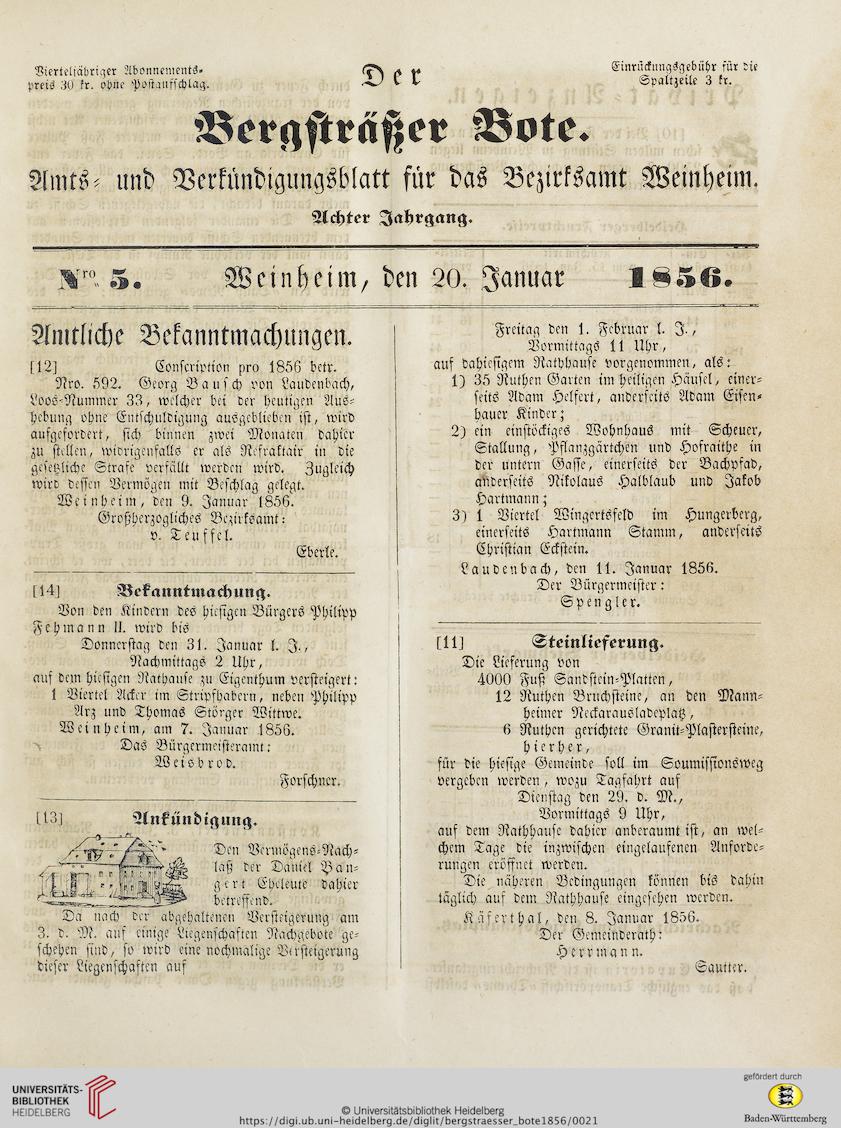 Vierteljähriger Abonnements-
preis 30 kr. ohne Postaufschlag.
Der
Einrückungsgebühr für die
Spaltzeile 3 kr.
Bergsträßer Bote.
Amts- und Verkündigungsblatt für das Bezirksamt Weinheim.
Achter Jahrgang.
Nro. 5. Weinheim, den 20. Januar 1856.
Amtliche Bekanntmachungen.
[12] Conscription pro 1856 betr.
Nro. 592. Georg Bausch von Laudenbach,
Loos-Nummer 33, welcher bei der heutigen Aus-
hebung ohne Entschuldigung ausgeblieben ist, wird
aufgefordert, sich binnen zwei Monaten dahier
zu stellen, widrigenfalls er als Refraktair in die
gesetzliche Strafe verfällt werden wird. Zugleich
wird dessen Vermögen mit Beschlag gelegt.
Weinheim, den 9. Januar 1856.
Großherzogliches Bezirksamt:
v. Teuffel.
Eberle.
[14] Bekanntmachung.
Von den Kindern des hiesigen Bürgers Philipp
Fehmann II. wird bis
Donnerstag den 31. Januar l. J.,
Nachmittags 2 Uhr,
auf dem hiesigen Rathause zu Eigenthum versteigert:
1 Viertel Acker im Stripfhabern, neben Philipp
Arz und Thomas Störger Wittwe.
Weinheim, am 7. Januar 1856.
Das Bürgermeisteramt:
Weisbrod.
Forschner.
[13] Ankündigung.
Den Vermögens-Nach-
laß der Daniel Ban-
gert Eheleute dahier
betreffend.
Da nach der abgehaltenen Versteigerung am
3. d. M. auf einige Liegenschaften Nachgebote ge-
schehen sind, so wird eine nochmalige Versteigerung
dieser Liegenschaften auf
Freitag den 1. Februar l. J.,
Vormittags 11 Uhr,
auf dahiesigem Rathhause vorgenommen, als:
1) 35 Ruthen Garten im heiligen Häusel, einer-
seits Adam Helfert, anderseits Adam Eisen-
hauer Kinder;
2) ein einstöckiges Wohnhaus mit Scheuer,
Stallung, Pflanzgärtchen und Hofraithe in
der untern Gasse, einerseits der Bachpfad,
anderseits Nikolaus Halblaub und Jakob
Hartmann;
3) 1 Viertel Wingertsfeld im Hungerberg,
einerseits Hartmann Stamm, anderseits
Christian Eckstein.
Laudenbach, den 11. Januar 1856.
Der Bürgermeister:
Spengler.
[11] Steinlieferung.
Die Lieferung von
4000 Fuß Sandstein-Platten,
12 Ruthen Bruchsteine, an den Mann-
heimer Neckarausladeplatz,
6 Ruthen gerichtete Granit-Plastersteine,
hierher,
für die hiesige Gemeinde soll im Soumissionsweg
vergeben werden, wozu Tagfahrt auf
Dienstag den 29. d. M.,
Vormittags 9 Uhr,
auf dem Rathhause dahier anberaumt ist, an wel-
chem Tage die inzwischen eingelaufenen Anforde-
rungen eröffnet werden.
Die näheren Bedingungen können bis dahin
täglich auf dem Rathhause eingesehen werden.
Käferthal, den 8. Januar 1856.
Der Gemeinderath:
Herrmann.
Sautter.
UNIVERSITÄTS-
BIBLIOTHEK
HEIDELBERG
© Universitätsbibliothek Heidelberg
https://digi.ub.uni-heidelberg.de/diglit/bergstraesser_bote1856/0021
gefördert durch
Baden-Württemberg